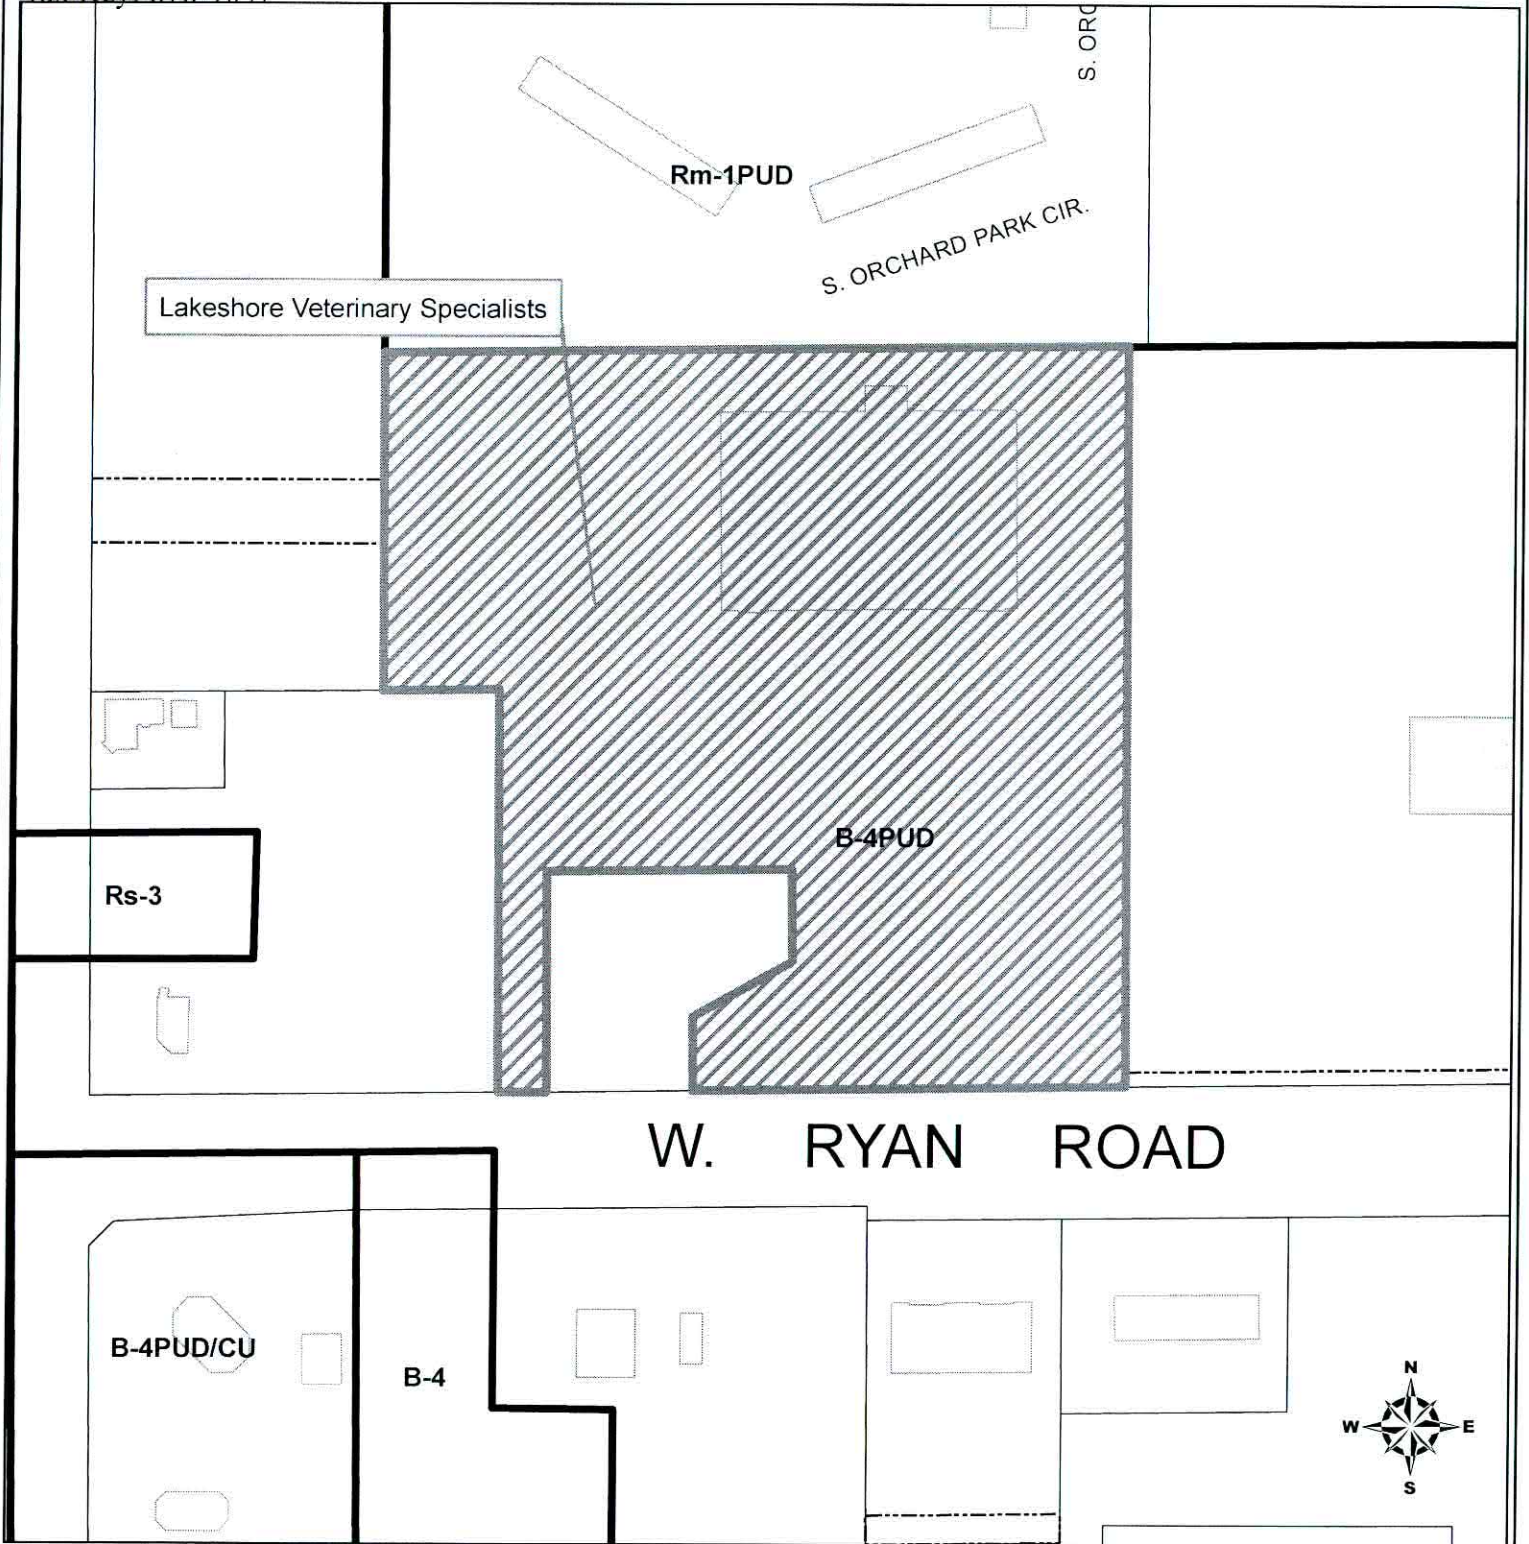 S. ORC
Rm-1PUD
S. ORCHARD PARK CIR.
Lakeshore Veterinary Specialists
B-4PUD
Rs-3
W. RYAN ROAD
B-4PUD/CU
B-4
N
W E
S